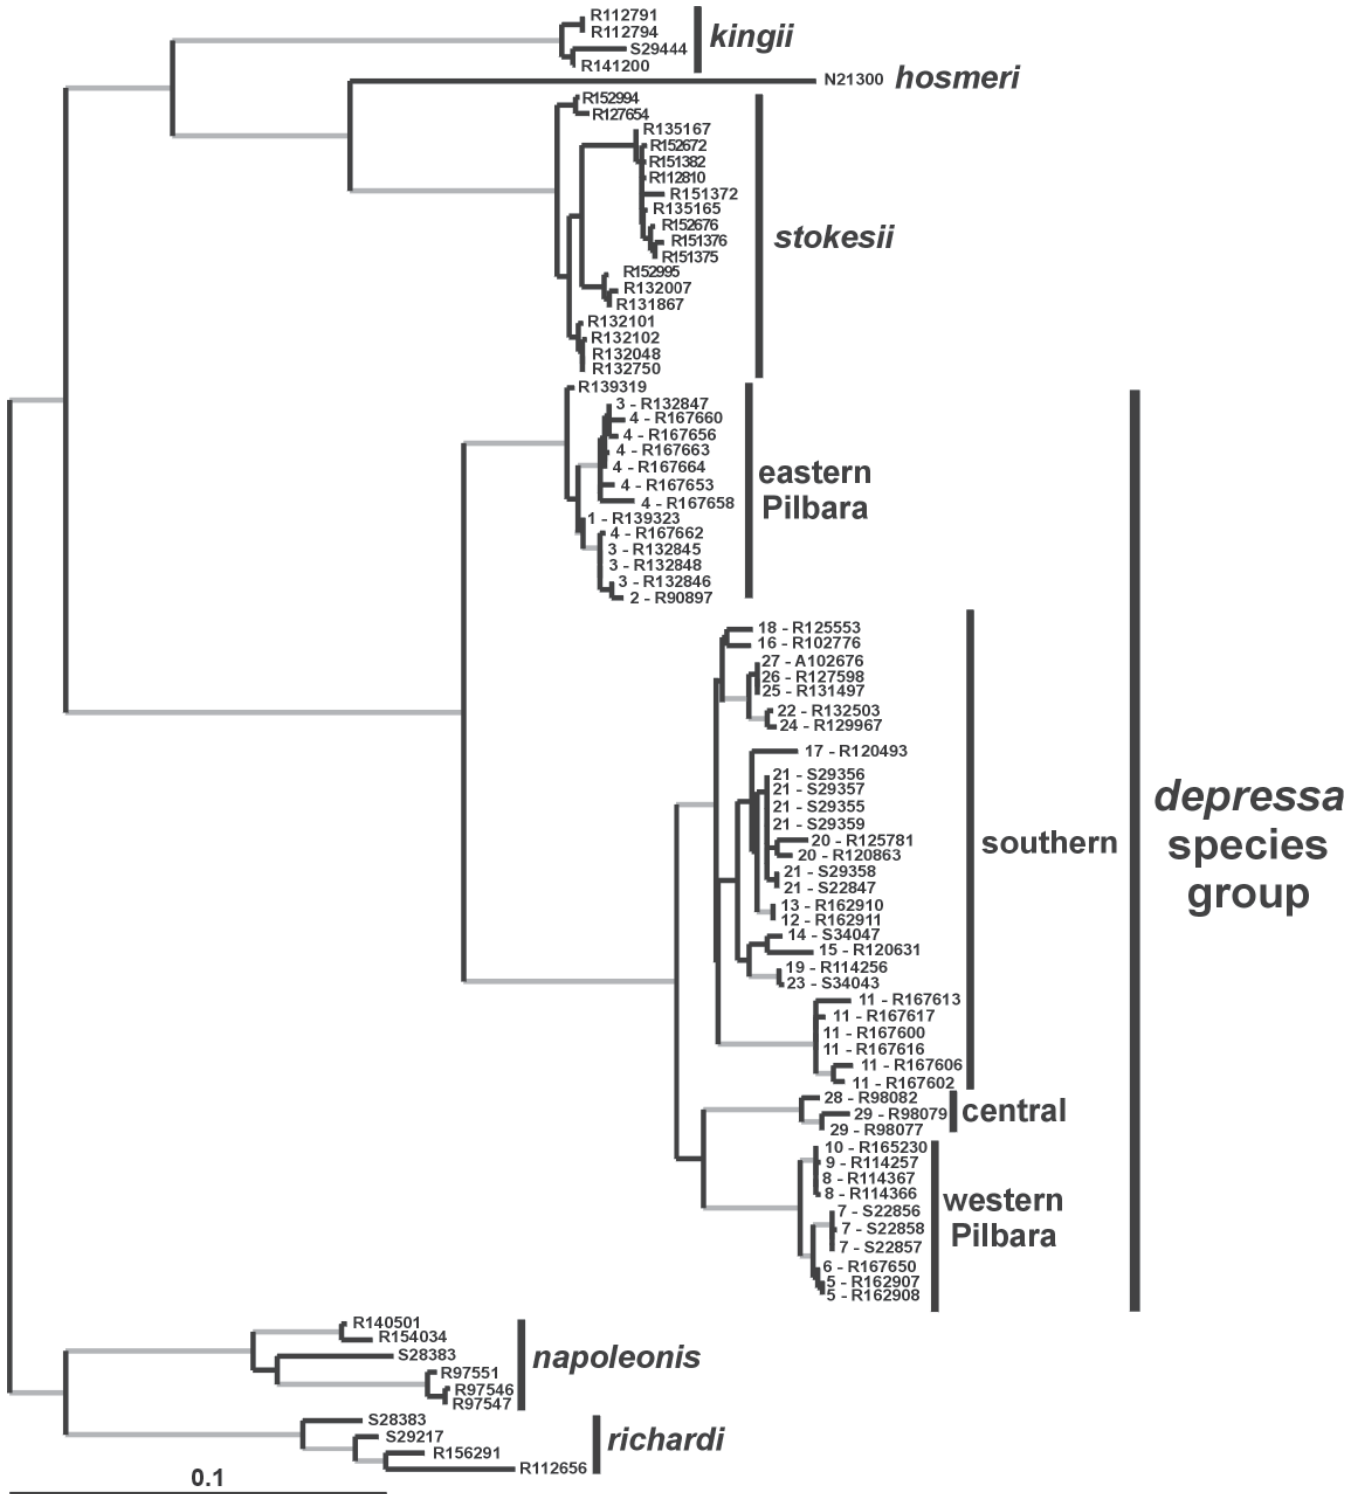 R112791
R112794
S29444
R141200
kingii
N21300
hosmeri
R152994
R127654
R135167
R152672
R151382
R112810
R151372
R135165
R152676
R151376
R151375
R152995
R132007
R131867
R132101
R132102
R132048
R132750
stokesii
R139319
3 - R132847
4 - R167660
4 - R167656
4 - R167663
4 - R167664
4 - R167653
4 - R167658
1 - R139323
4 - R167662
3 - R132845
3 - R132848
3 - R132846
2 - R90897
eastern
Pilbara
18 - R125553
16 - R102776
27 - A102676
26 - R127598
25 - R131497
22 - R132503
24 - R129967
17 - R120493
21 - S29356
21 - S29357
21 - S29355
21 - S29359
20 - R125781
20 - R120863
21 - S29358
21 - S22847
13 - R162910
12 - R162911
14 - S34047
15 - R120631
19 - R114256
23 - S34043
11 - R167613
11 - R167617
11 - R167600
11 - R167616
11 - R167606
11 - R167602
southern
28 - R98082
29 - R98079
29 - R98077
central
10 - R165230
9 - R114257
8 - R114367
8 - R114366
7 - S22856
7 - S22858
7 - S22857
6 - R167650
5 - R162907
5 - R162908
western
Pilbara
depressa
species
group
R140501
R154034
S28383
R97551
R97546
R97547
napoleonis
S28383
S29217
R156291
R112656
richardi
0.1